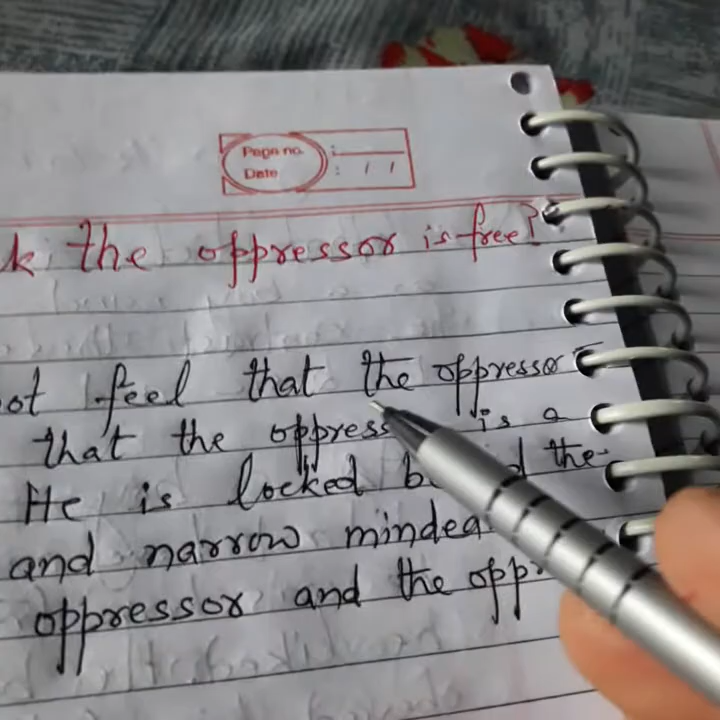 Page no. :
Date : / /
k the oppressor is free?
ot feel that the oppressor
that the oppress is a
He is locked b d the
and narrow minded
oppressor and the opp